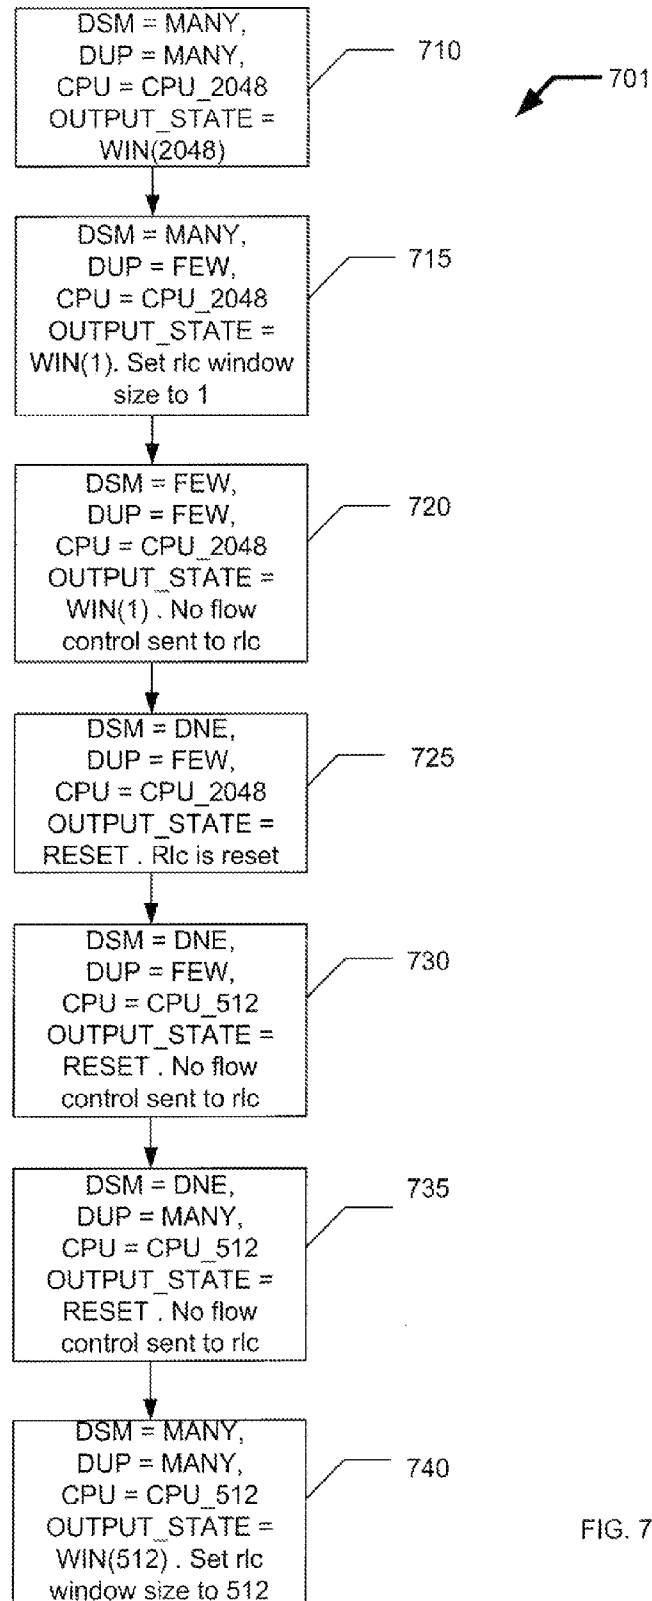 DSM = MANY,
DUP = MANY,
CPU = CPU_2048
OUTPUT_STATE =
WIN(2048)
710
701
DSM = MANY,
DUP = FEW,
CPU = CPU_2048
OUTPUT_STATE =
WIN(1). Set rlc window
size to 1
715
DSM = FEW,
DUP = FEW,
CPU = CPU_2048
OUTPUT_STATE =
WIN(1) . No flow
control sent to rlc
720
DSM = DNE,
DUP = FEW,
CPU = CPU_2048
OUTPUT_STATE =
RESET . Rlc is reset
725
DSM = DNE,
DUP = FEW,
CPU = CPU_512
OUTPUT_STATE =
RESET . No flow
control sent to rlc
730
DSM = DNE,
DUP = MANY,
CPU = CPU_512
OUTPUT_STATE =
RESET . No flow
control sent to rlc
735
DSM = MANY,
DUP = MANY,
CPU = CPU_512
OUTPUT_STATE =
WIN(512) . Set rlc
window size to 512
740
FIG. 7